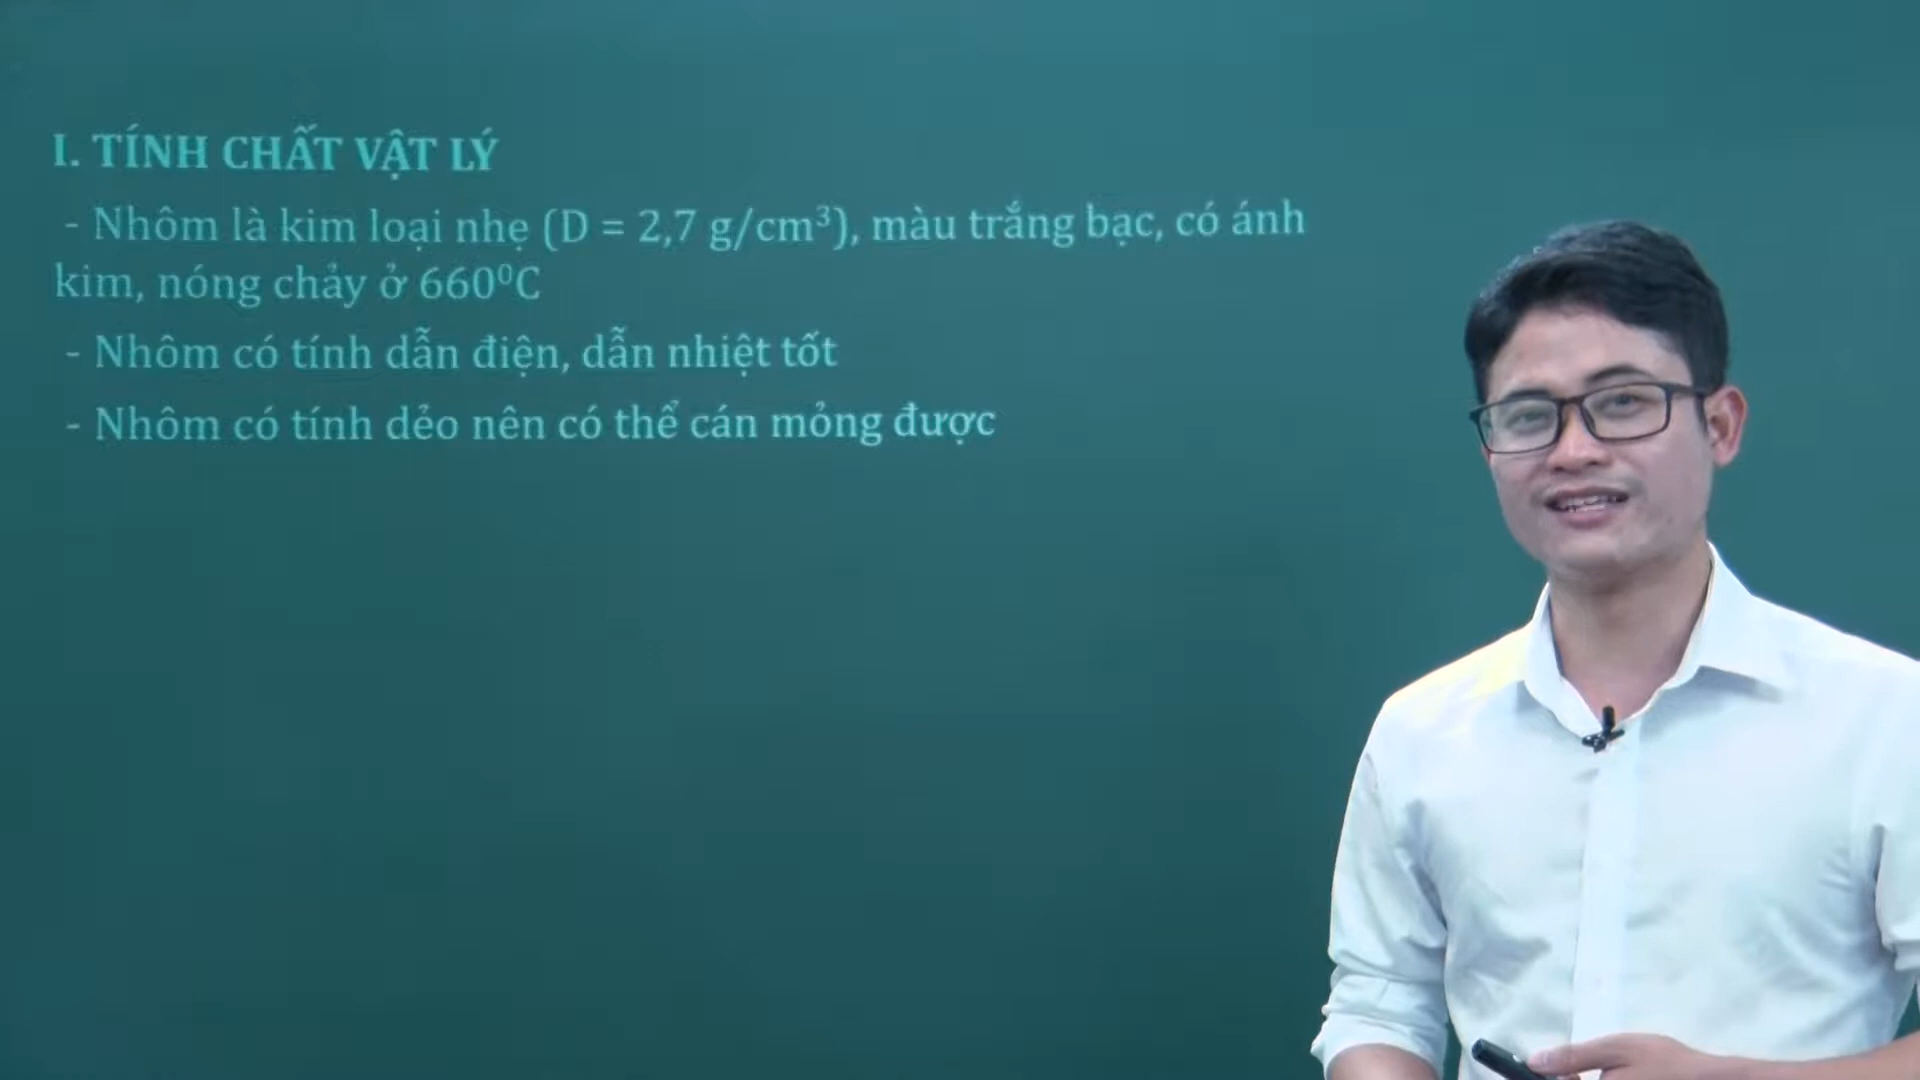 I. TÍNH CHẤT VẬT LÝ
- Nhôm là kim loại nhẹ (D = 2,7 g/cm³), màu trắng bạc, có ánh
kim, nóng chảy ở 660⁰C
- Nhôm có tính dẫn điện, dẫn nhiệt tốt
- Nhôm có tính dẻo nên có thể cán mỏng được